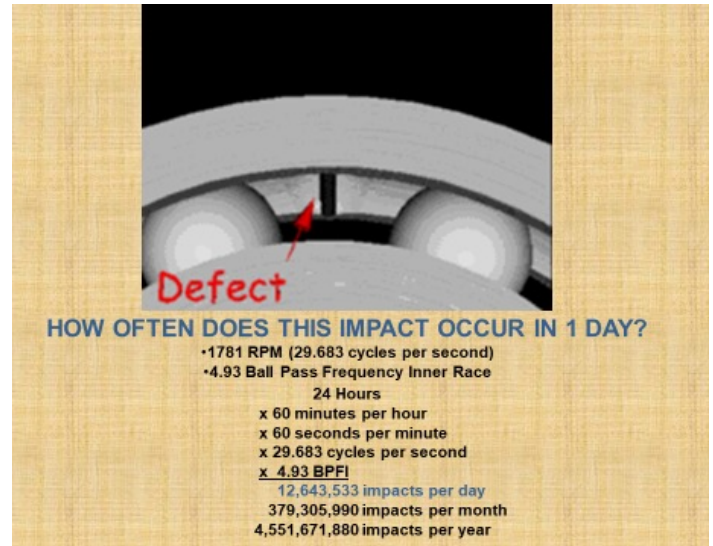 Defect
HOW OFTEN DOES THIS IMPACT OCCUR IN 1 DAY?
•1781 RPM (29.683 cycles per second)
•4.93 Ball Pass Frequency Inner Race
24 Hours
x 60 minutes per hour
x 60 seconds per minute
x 29.683 cycles per second
x 4.93 BPFI
12,643,533 impacts per day
379,305,990 impacts per month
4,551,671,880 impacts per year